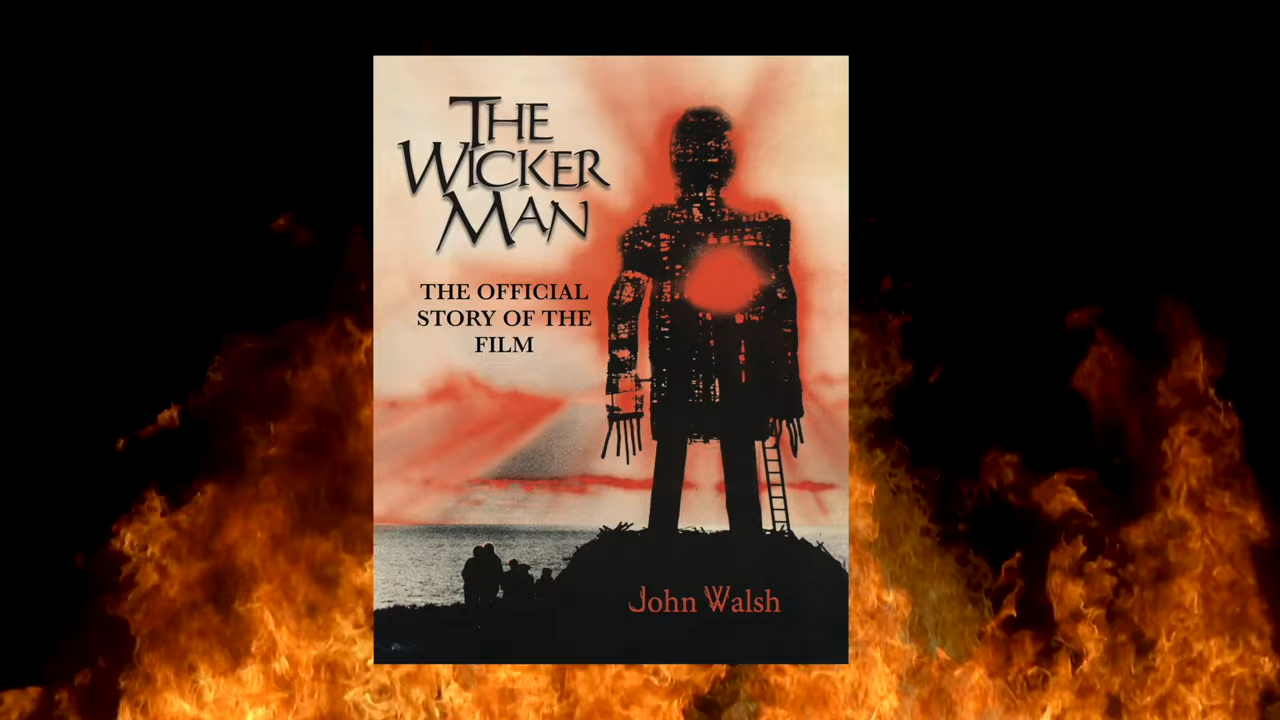 THE
WICKER
MAN
THE OFFICIAL
STORY OF THE
FILM
John Walsh